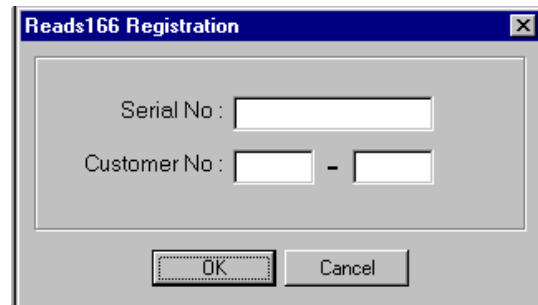 Reads166 Registration
Serial No :
Customer No : -
OK Cancel